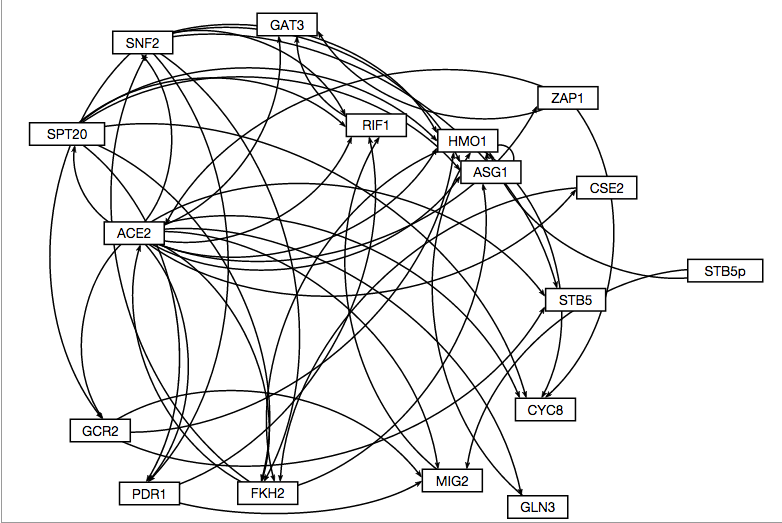 GAT3
SNF2
ZAP1
RIF1
SPT20
HMO1
ASG1
CSE2
ACE2
STB5p
STB5
CYC8
GCR2
MIG2
PDR1
FKH2
GLN3